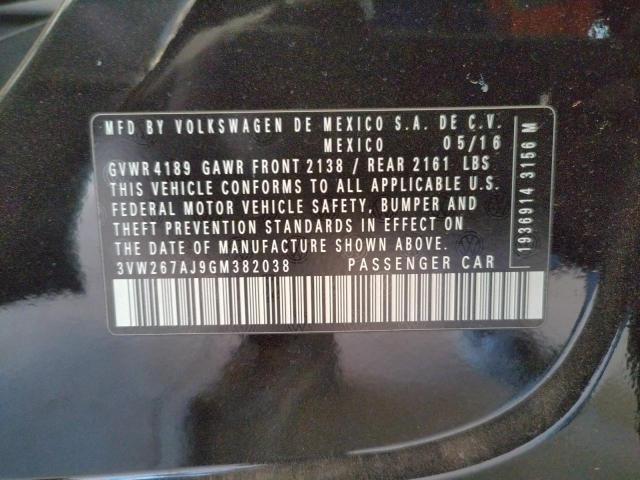 MFD BY VOLKSWAGEN DE MEXICO S.A. DE C.V.
MEXICO 05/16
GVWR 4189 GAWR FRONT 2138 / REAR 2161 LBS
THIS VEHICLE CONFORMS TO ALL APPLICABLE U.S.
FEDERAL MOTOR VEHICLE SAFETY, BUMPER AND
THEFT PREVENTION STANDARDS IN EFFECT ON
THE DATE OF MANUFACTURE SHOWN ABOVE.
3VW267AJ9GM382038 PASSENGER CAR
1936914 3156 M